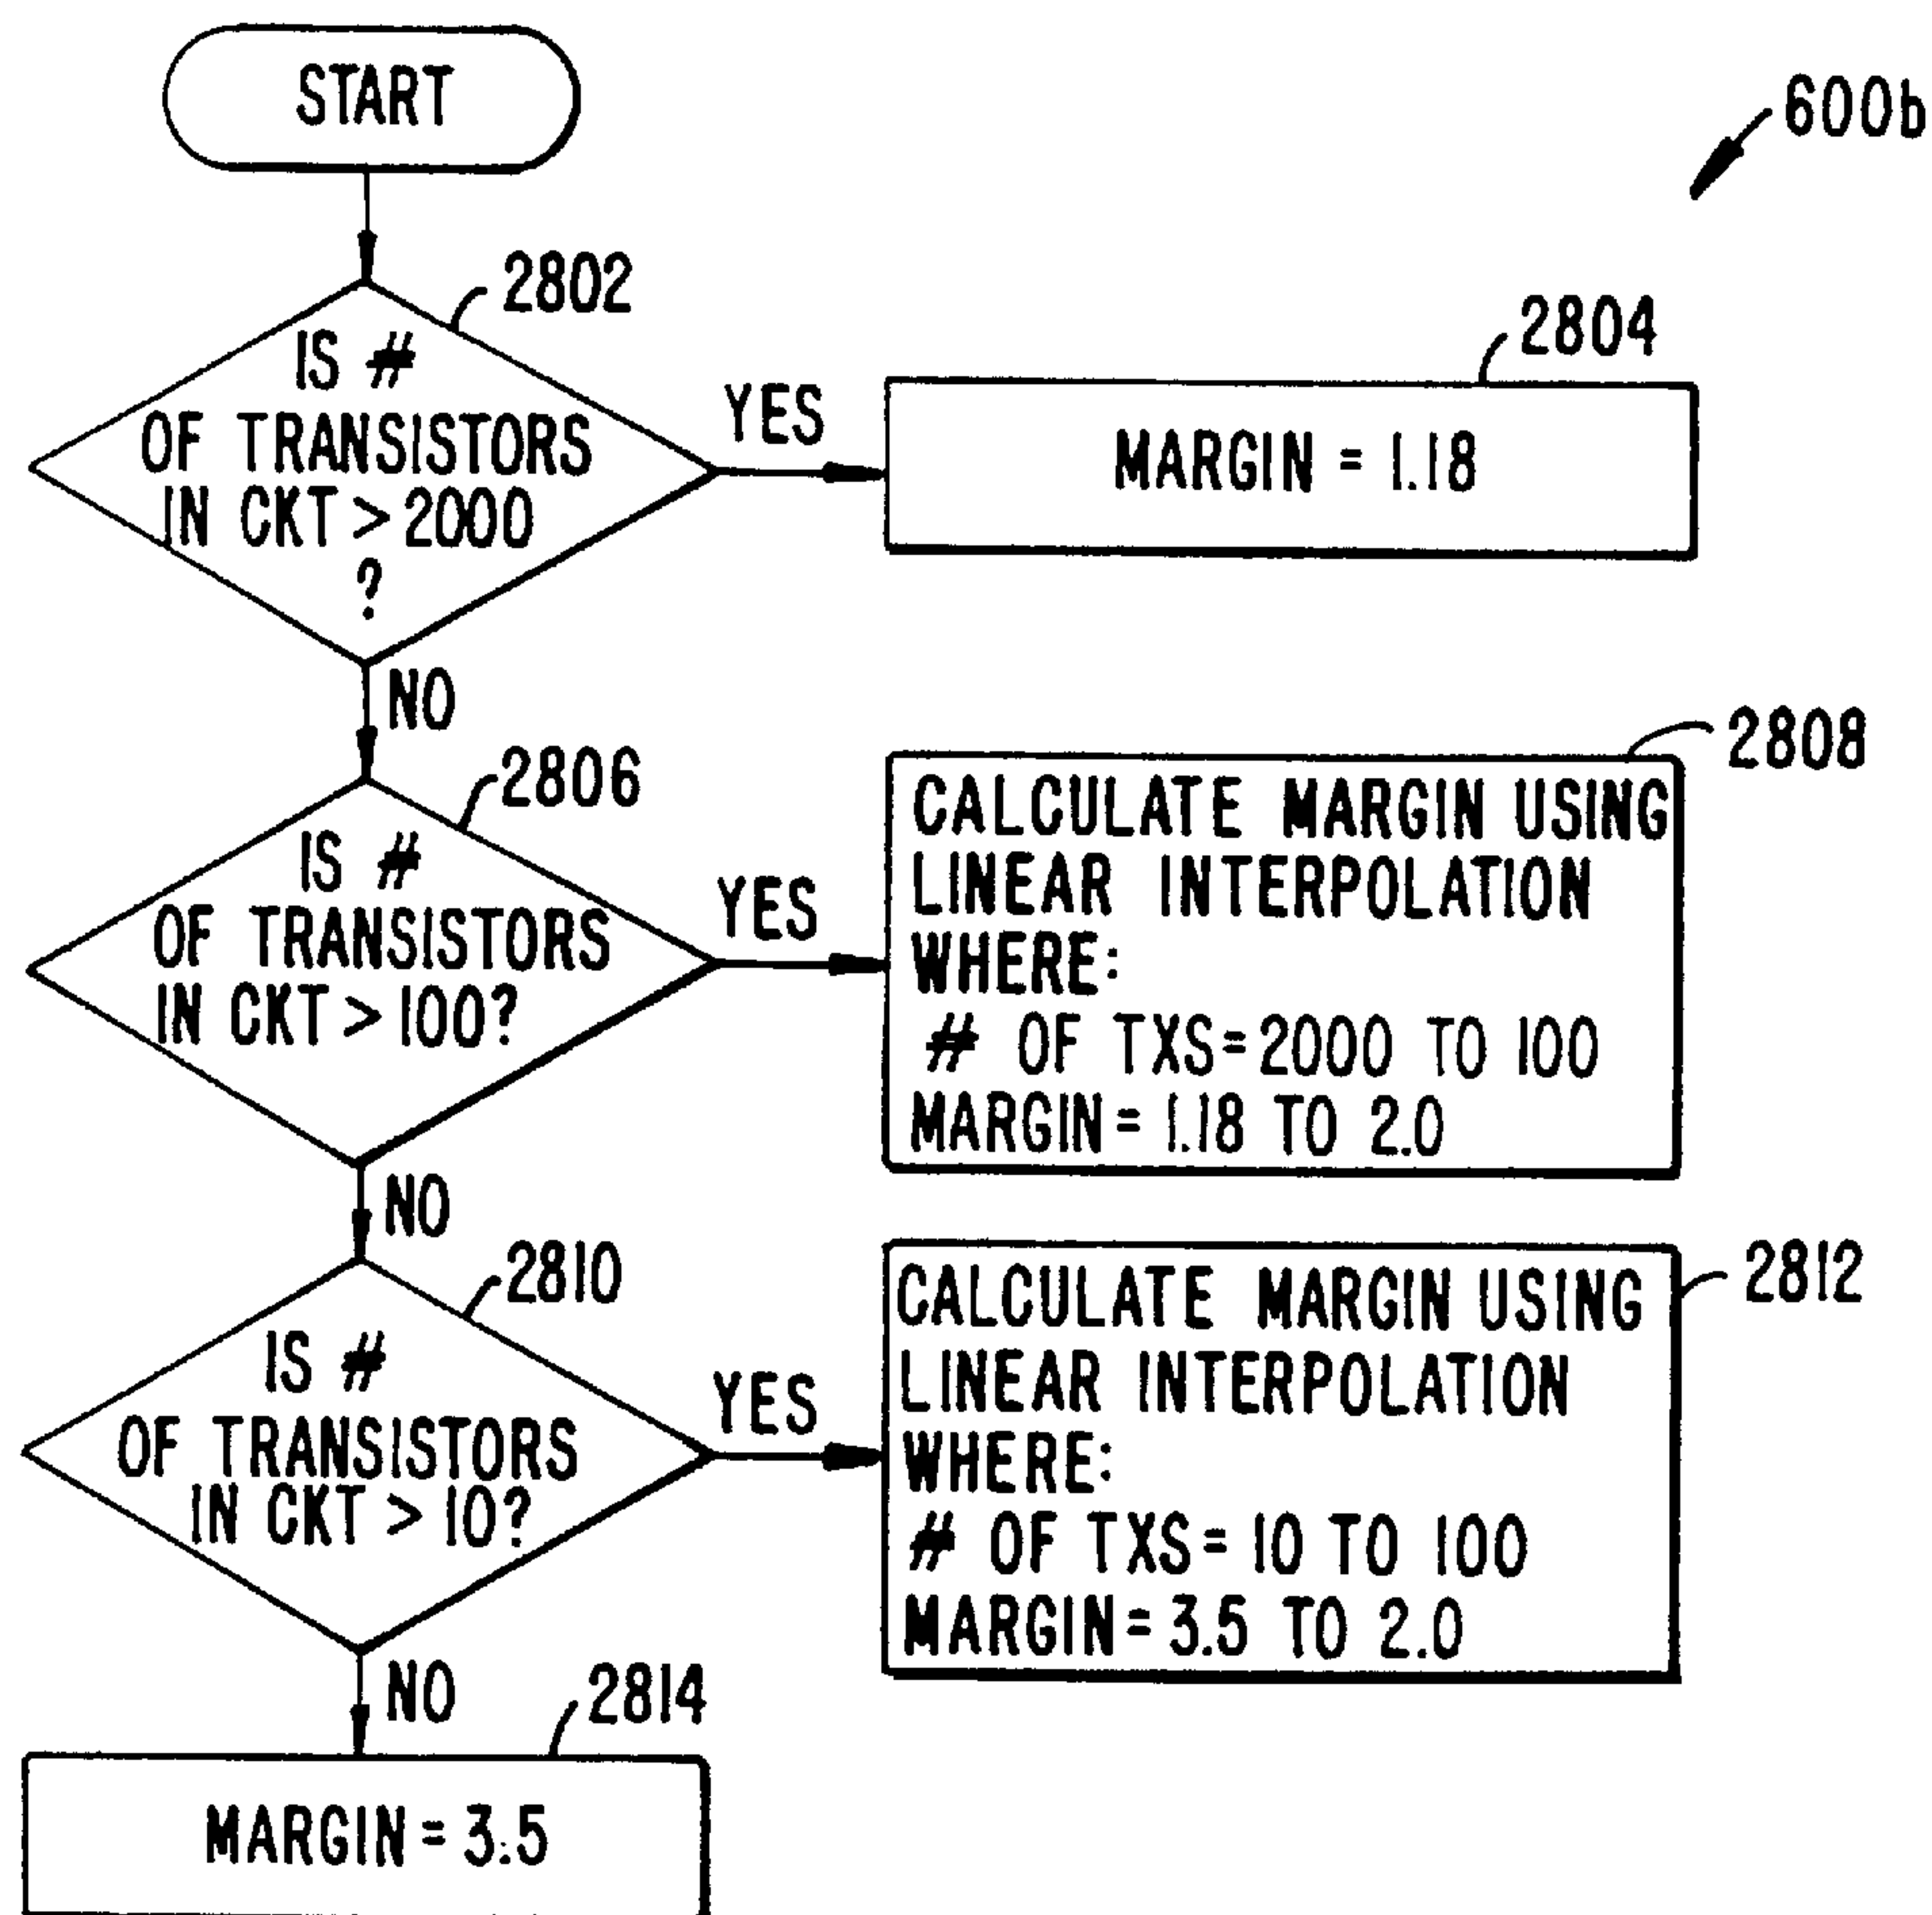 START
600b
2802
IS #
OF TRANSISTORS
IN CKT > 2000
?
YES
2804
MARGIN = 1.18
NO
2806
IS #
OF TRANSISTORS
IN CKT > 100?
YES
2808
CALCULATE MARGIN USING
LINEAR INTERPOLATION
WHERE:
# OF TXS = 2000 TO 100
MARGIN = 1.18 TO 2.0
NO
2810
IS #
OF TRANSISTORS
IN CKT > 10?
YES
2812
CALCULATE MARGIN USING
LINEAR INTERPOLATION
WHERE:
# OF TXS = 10 TO 100
MARGIN = 3.5 TO 2.0
NO
2814
MARGIN = 3.5